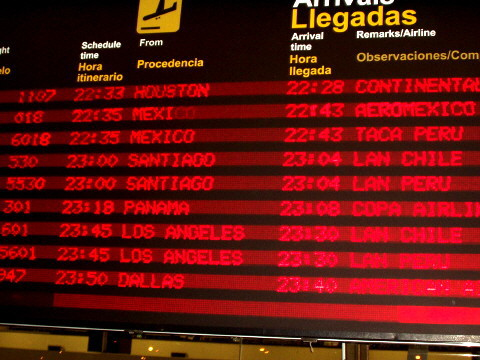 Arrivals
Llegadas
ght Schedule time From Arrival time Remarks/Airline
elo Hora itinerario Procedencia Hora llegada Observaciones/Com
1107 22:33 HOUSTON 22:28 CONTINENTAL
018 22:35 MEXICO 22:43 AEROMEXICO
6018 22:35 MEXICO 22:43 TACA PERU
530 23:00 SANTIAGO 23:04 LAN CHILE
5530 23:00 SANTIAGO 23:04 LAN PERU
301 23:18 PANAMA 23:08 COPA AIRLIN
601 23:45 LOS ANGELES 23:30 LAN CHILE
5601 23:45 LOS ANGELES 23:30 LAN PERU
947 23:50 DALLAS 23:40